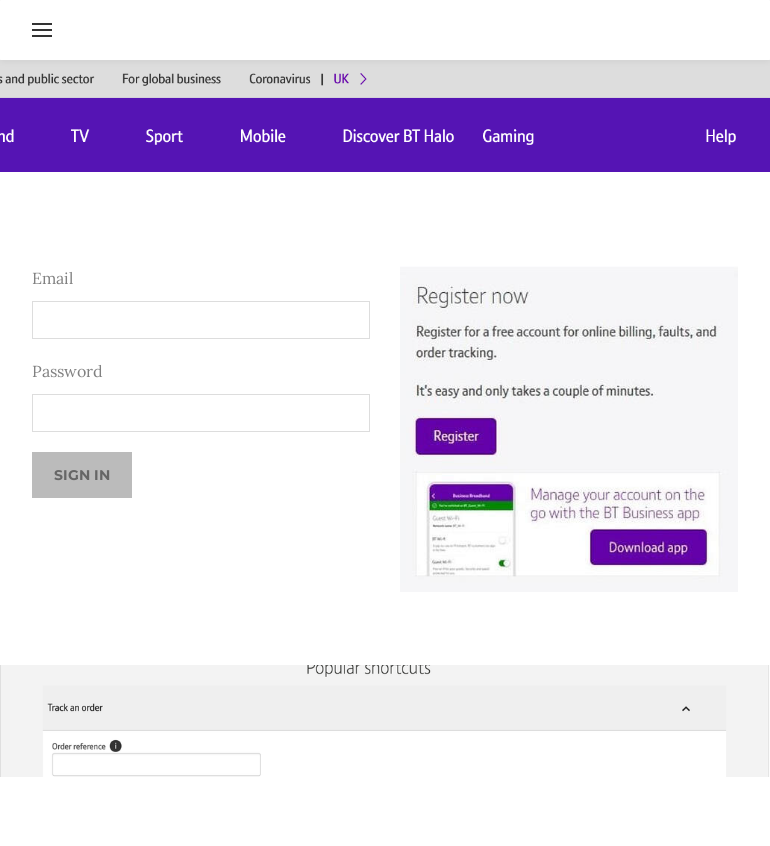 s and public sector For global business Coronavirus | UK
nd TV Sport Mobile Discover BT Halo Gaming Help
Email
Password
SIGN IN
Register now
Register for a free account for online billing, faults, and
order tracking.
It's easy and only takes a couple of minutes.
Register
Business Broadband
Guest Wi-Fi
BT Wi-fi
Guest Wi-Fi
Manage your account on the
go with the BT Business app
Download app
Popular shortcuts
Track an order
Order reference